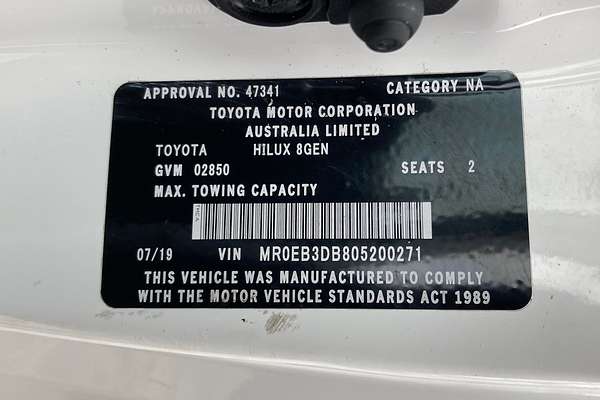 APPROVAL NO. 47341 CATEGORY NA
TOYOTA MOTOR CORPORATION
AUSTRALIA LIMITED
TOYOTA HILUX 8GEN
GVM 02850 SEATS 2
MAX. TOWING CAPACITY
07/19 VIN MR0EB3DB805200271
THIS VEHICLE WAS MANUFACTURED TO COMPLY
WITH THE MOTOR VEHICLE STANDARDS ACT 1989